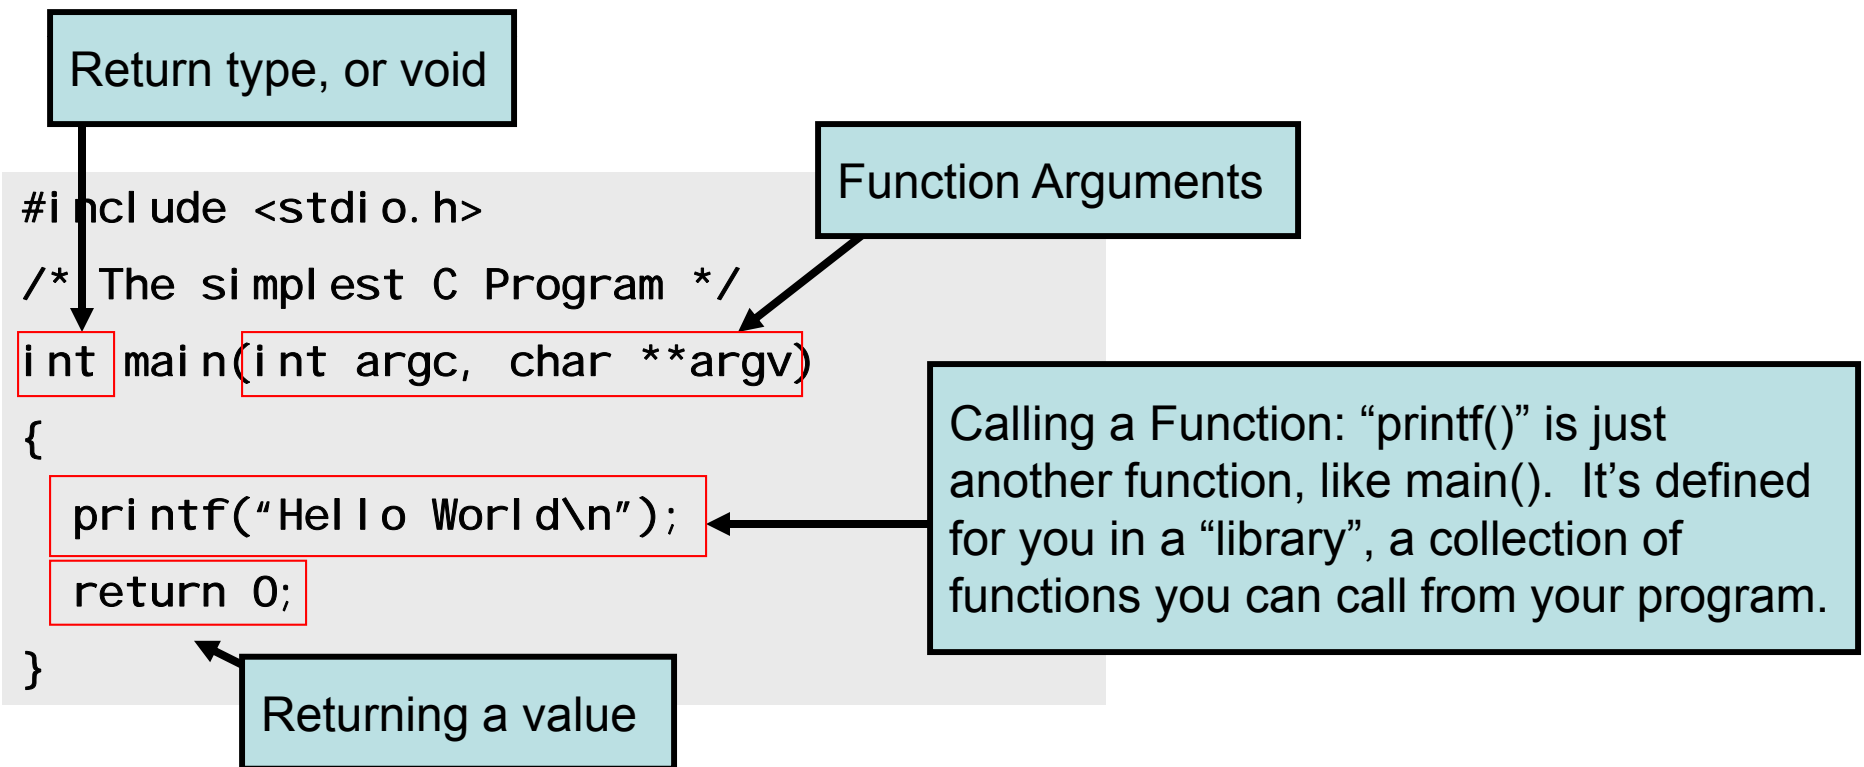 Return type, or void
Function Arguments
#include <stdio.h>
/* The simplest C Program */
int main(int argc, char **argv)
{
printf(“Hello World\n”);
return 0;
}
Calling a Function: “printf()” is just
another function, like main().  It’s defined
for you in a “library”, a collection of
functions you can call from your program.
Returning a value